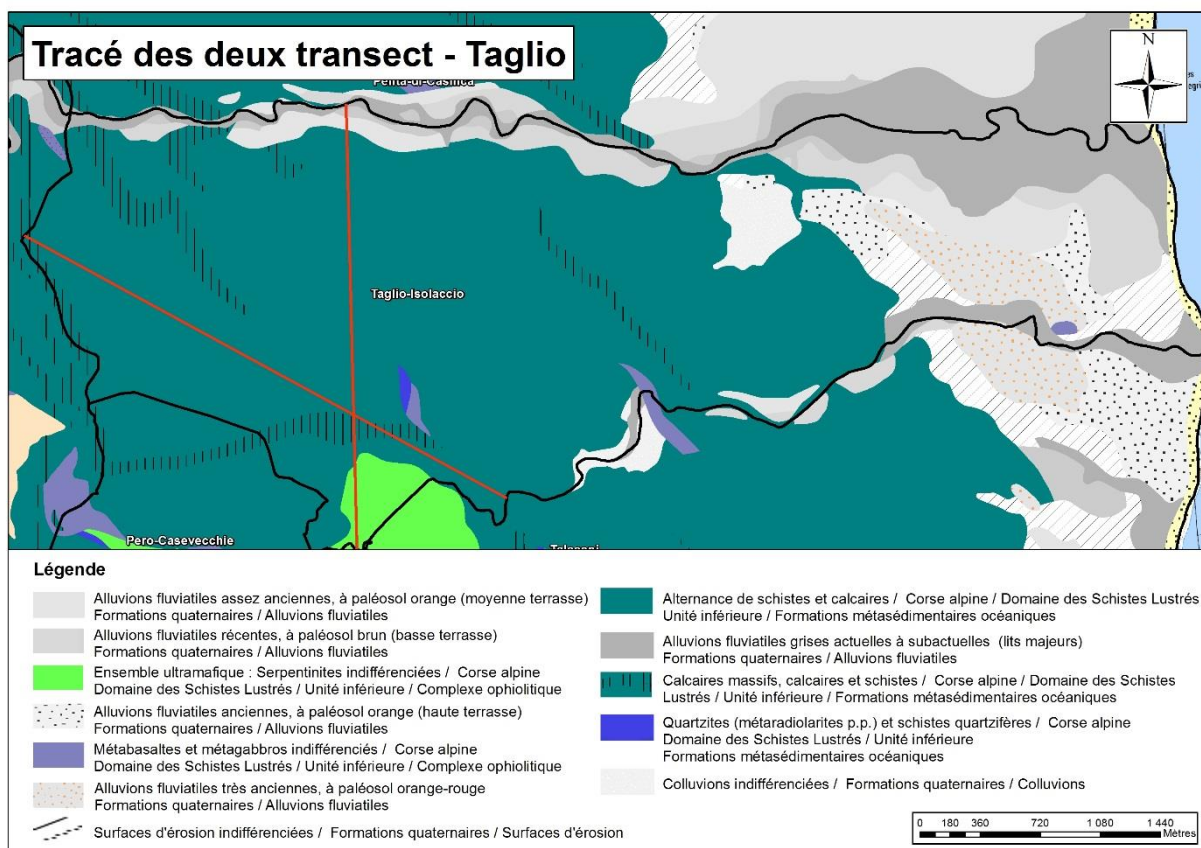 Tracé des deux transect - Taglio
N
Penta-di-Casinca
Taglio-Isolaccio
Pero-Casevecchie
Légende
Alluvions fluviatiles assez anciennes, à paléosol orange (moyenne terrasse)
Formations quaternaires / Alluvions fluviatiles
Alluvions fluviatiles récentes, à paléosol brun (basse terrasse)
Formations quaternaires / Alluvions fluviatiles
Ensemble ultramafique : Serpentinites indifférenciées / Corse alpine
Domaine des Schistes Lustrés / Unité inférieure / Complexe ophiolitique
Alluvions fluviatiles anciennes, à paléosol orange (haute terrasse)
Formations quaternaires / Alluvions fluviatiles
Métabasaltes et métagabbros indifférenciés / Corse alpine
Domaine des Schistes Lustrés / Unité inférieure / Complexe ophiolitique
Alluvions fluviatiles très anciennes, à paléosol orange-rouge
Formations quaternaires / Alluvions fluviatiles
Surfaces d'érosion indifférenciées / Formations quaternaires / Surfaces d'érosion
Alternance de schistes et calcaires / Corse alpine / Domaine des Schistes Lustrés
Unité inférieure / Formations métasédimentaires océaniques
Alluvions fluviatiles grises actuelles à subactuelles (lits majeurs)
Formations quaternaires / Alluvions fluviatiles
Calcaires massifs, calcaires et schistes / Corse alpine / Domaine des Schistes
Lustrés / Unité inférieure / Formations métasédimentaires océaniques
Quartzites (métaradiolarites p.p.) et schistes quartzifères / Corse alpine
Domaine des Schistes Lustrés / Unité inférieure
Formations métasédimentaires océaniques
Colluvions indifférenciées / Formations quaternaires / Colluvions
0 180 360 720 1 080 1 440
Mètres